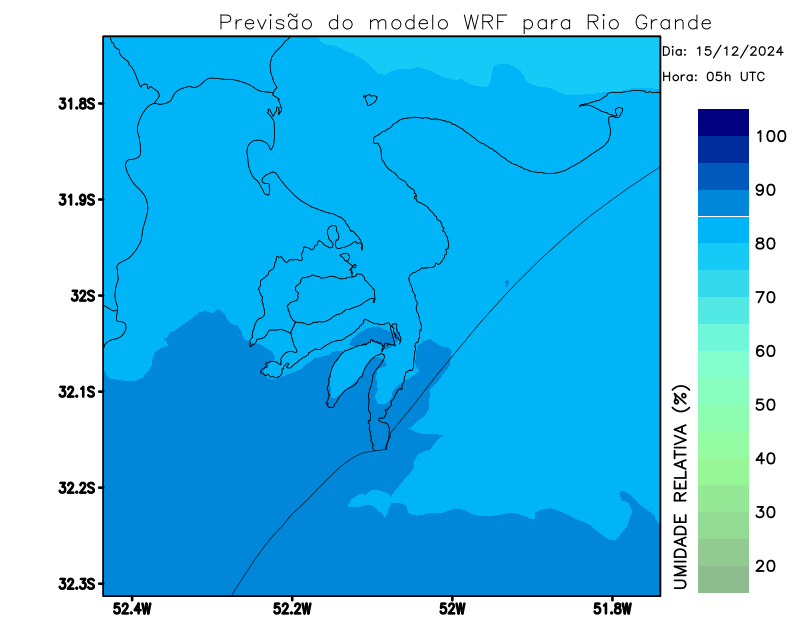 Previsão do modelo WRF para Rio Grande
Dia: 15/12/2024
Hora: 05h UTC
31.8S
31.9S
32S
32.1S
32.2S
32.3S
52.4W
52.2W
52W
51.8W
UMIDADE RELATIVA (%)
100
90
80
70
60
50
40
30
20